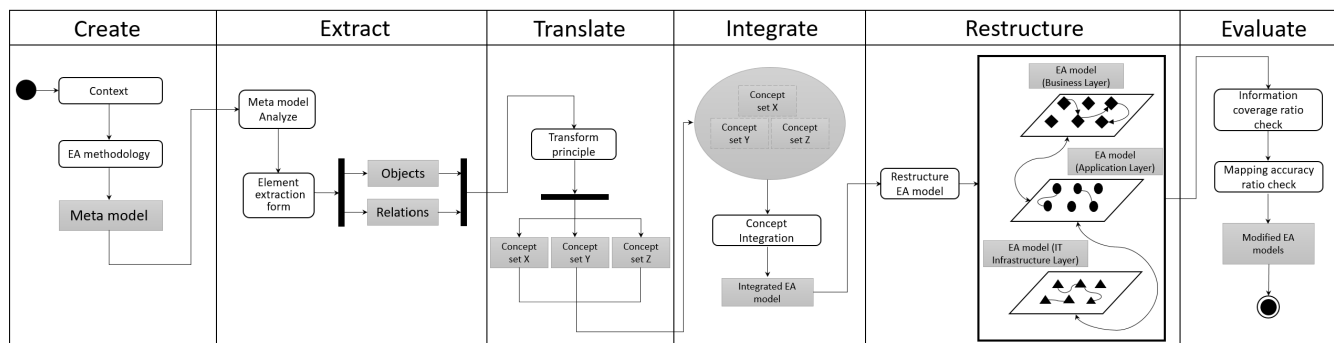 Create
Extract
Translate
Integrate
Restructure
Evaluate
Context
EA methodology
Meta model
Meta model
Analyze
Element
extraction
form
Objects
Relations
Transform
principle
Concept
set X
Concept
set Y
Concept
set Z
Concept
set X
Concept
set Y
Concept
set Z
Concept
Integration
Integrated EA
model
Restructure
EA model
EA model
(Business Layer)
EA model
(Application Layer)
EA model (IT
Infrastructure Layer)
Information
coverage ratio
check
Mapping accuracy
ratio check
Modified EA
models